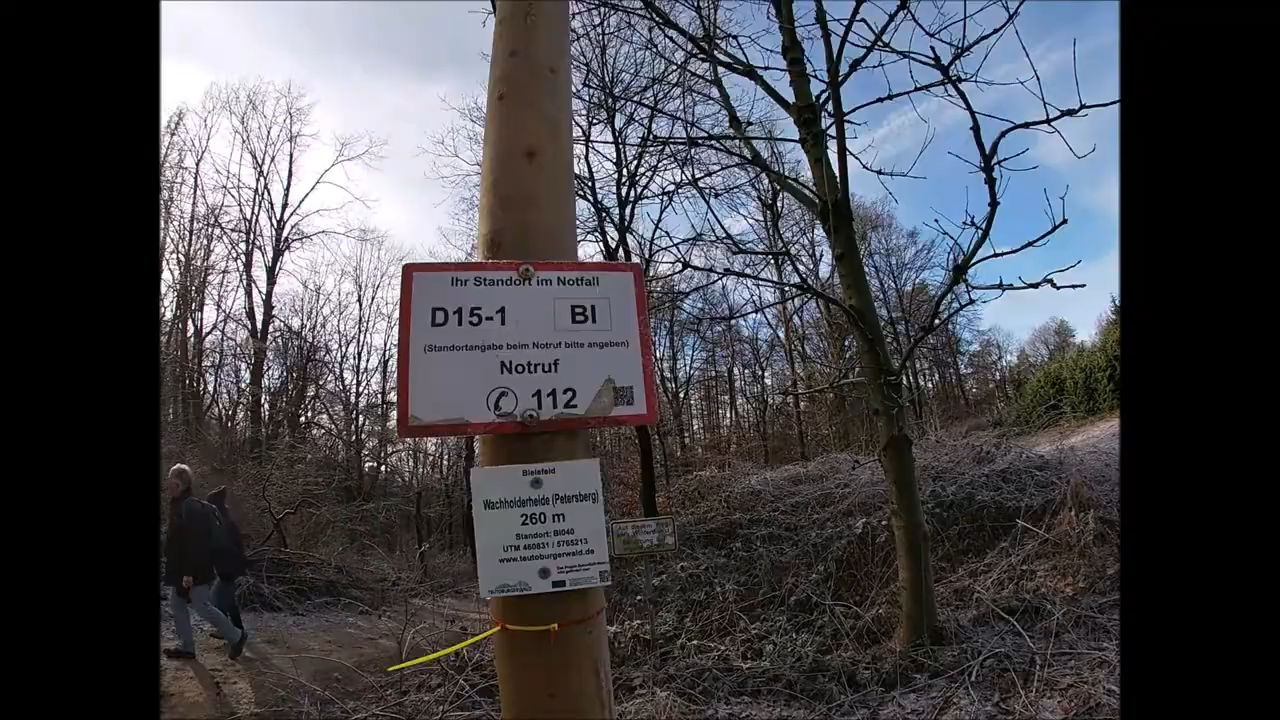 Ihr Standort im Notfall
D15-1 BI
(Standortangabe beim Notruf bitte angeben)
Notruf
112
Bielefeld
Wachholderheide (Petersberg)
260 m
Standort: BI040
UTM 460831 / 5765213
www.teutoburgerwald.de
TEUTOBURGERWALD